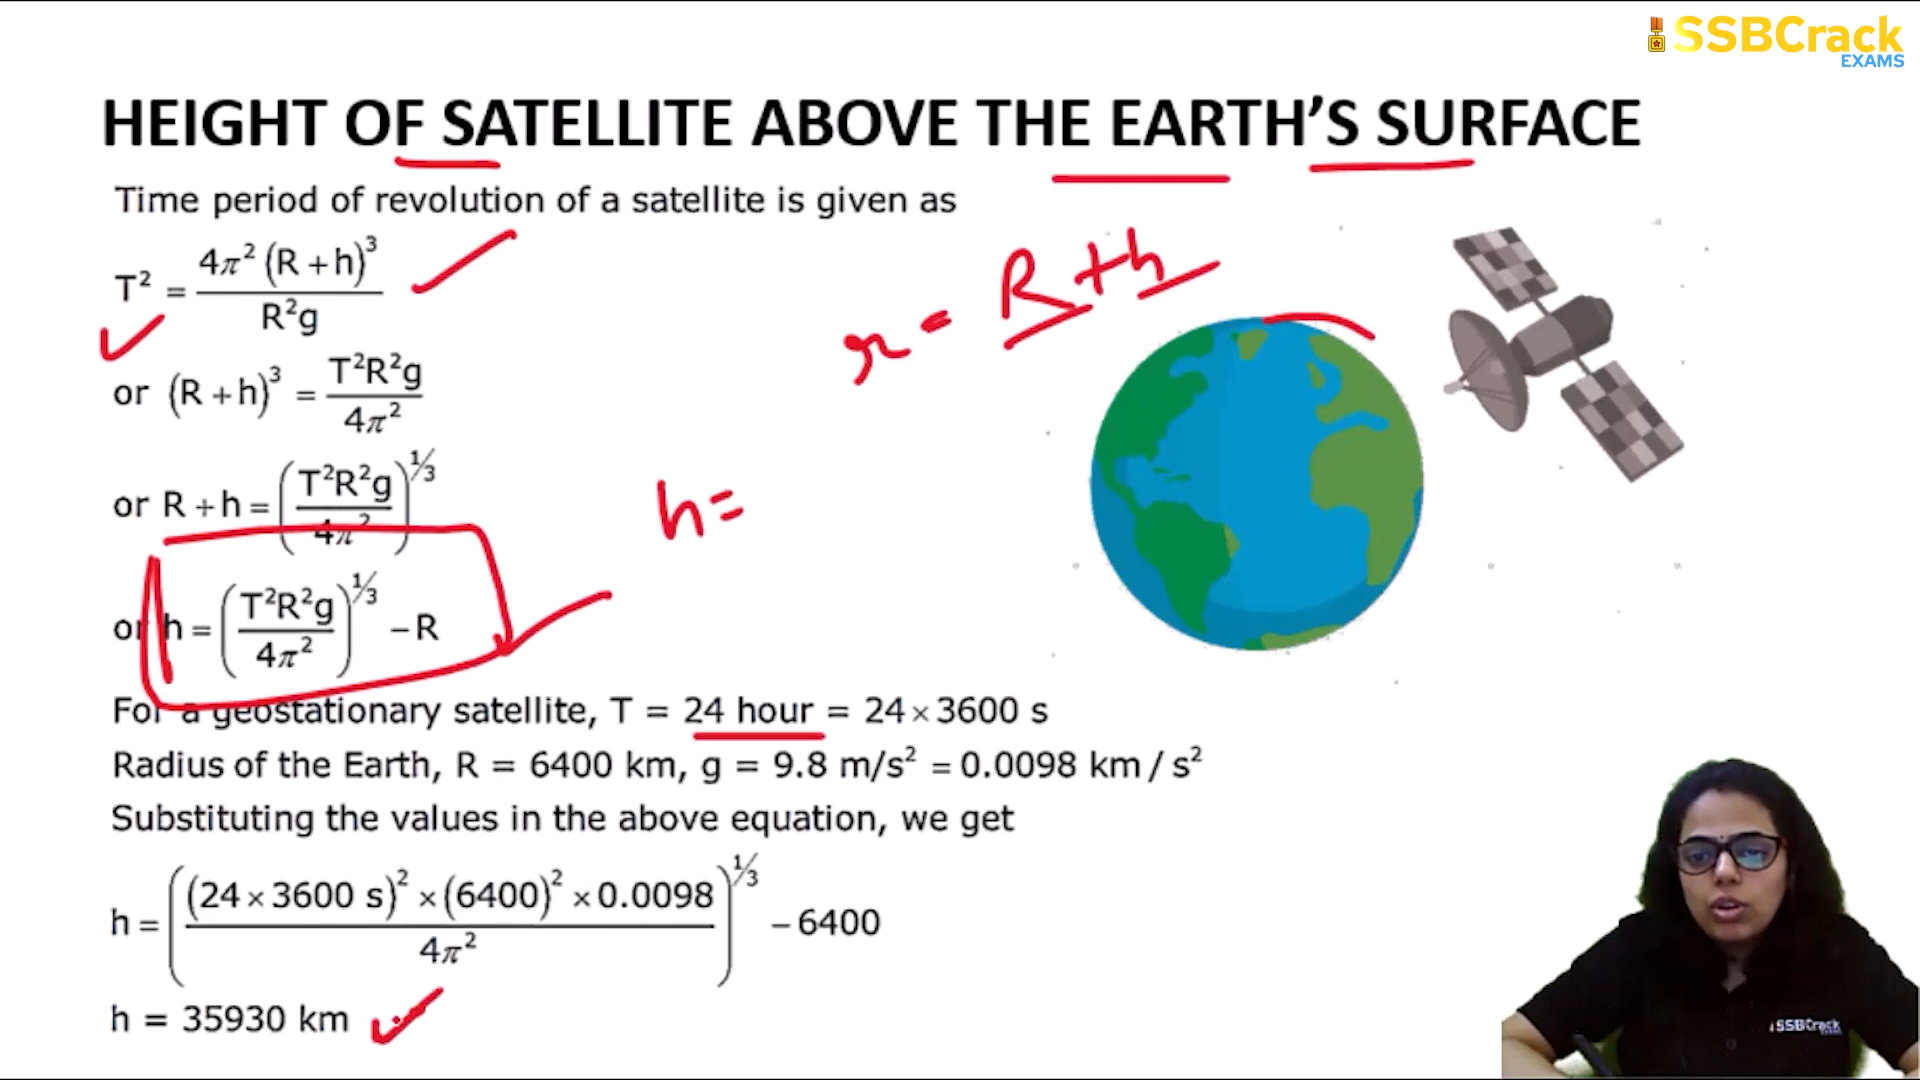 SSBCrack
EXAMS
HEIGHT OF SATELLITE ABOVE THE EARTH'S SURFACE
Time period of revolution of a satellite is given as
T² = 4π² (R + h)³ / R²g
r = R + h
or (R + h)³ = T²R²g / 4π²
or R + h = (T²R²g / 4π²)^⅓
h =
or h = (T²R²g / 4π²)^⅓ − R
For a geostationary satellite, T = 24 hour = 24 × 3600 s
Radius of the Earth, R = 6400 km, g = 9.8 m/s² = 0.0098 km / s²
Substituting the values in the above equation, we get
h = ((24 × 3600 s)² × (6400)² × 0.0098 / 4π²)^⅓ − 6400
h = 35930 km
SSBCrack
EXAMS